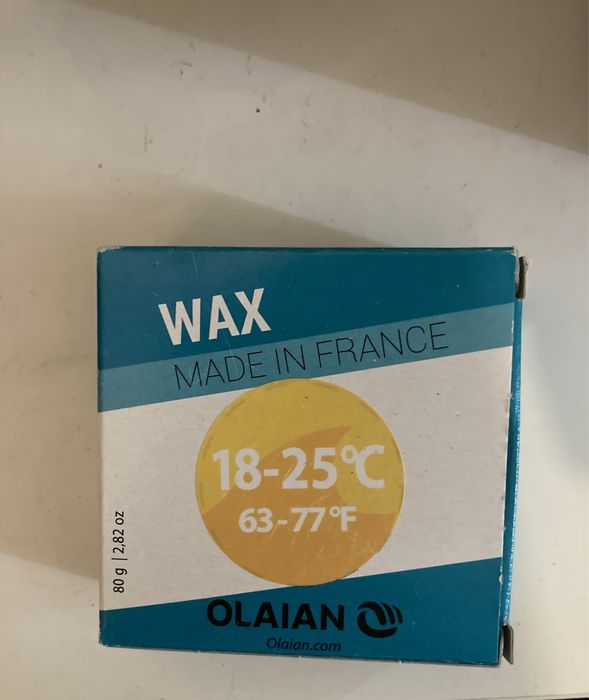 WAX
MADE IN FRANCE
18-25°C
63-77°F
80 g | 2,82 oz
OLAIAN
Olaian.com